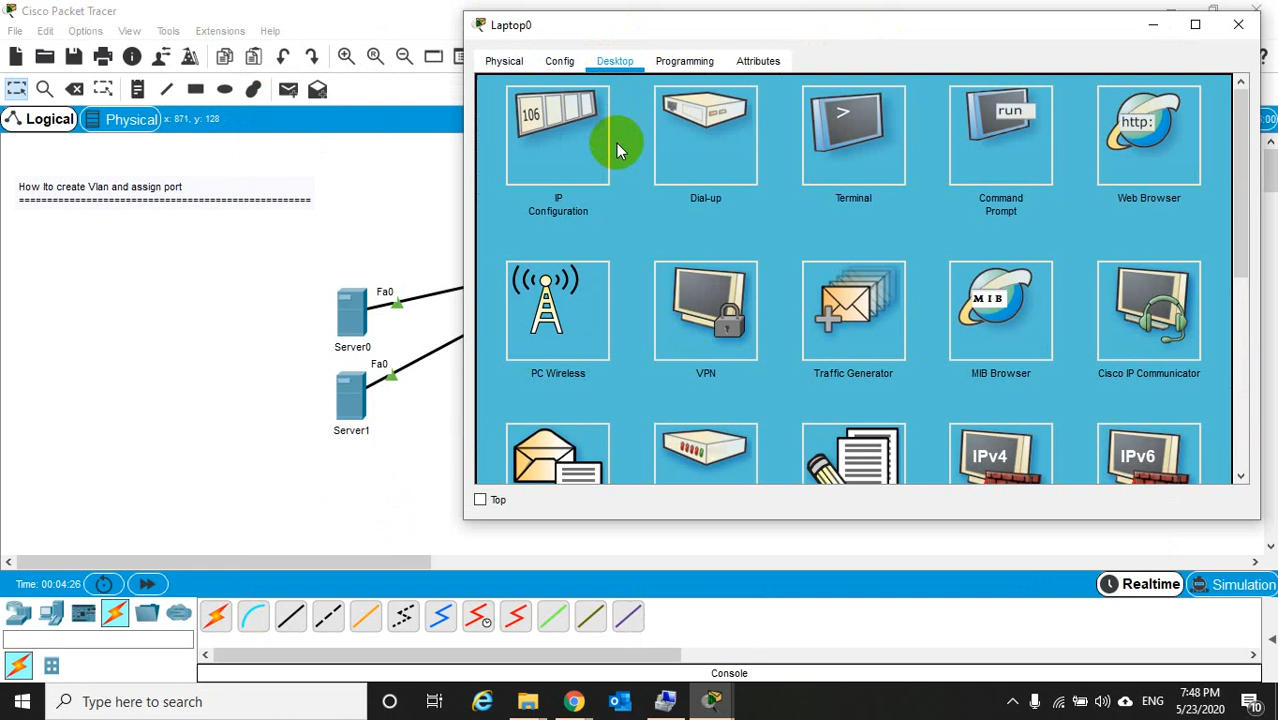 Cisco Packet Tracer
File Edit Options View Tools Extensions Help
Logical Physical x: 871, y: 128
How Ito create Vlan and assign port
====================================================
Fa0
Server0
Fa0
Server1
Laptop0
Physical Config Desktop Programming Attributes
106
>
run
http:
IP Configuration
Dial-up
Terminal
Command Prompt
Web Browser
MIB
PC Wireless
VPN
Traffic Generator
MIB Browser
Cisco IP Communicator
IPv4
IPv6
Top
Time: 00:04:26
Realtime
Simulation
Console
Type here to search
ENG
7:48 PM
5/23/2020
10